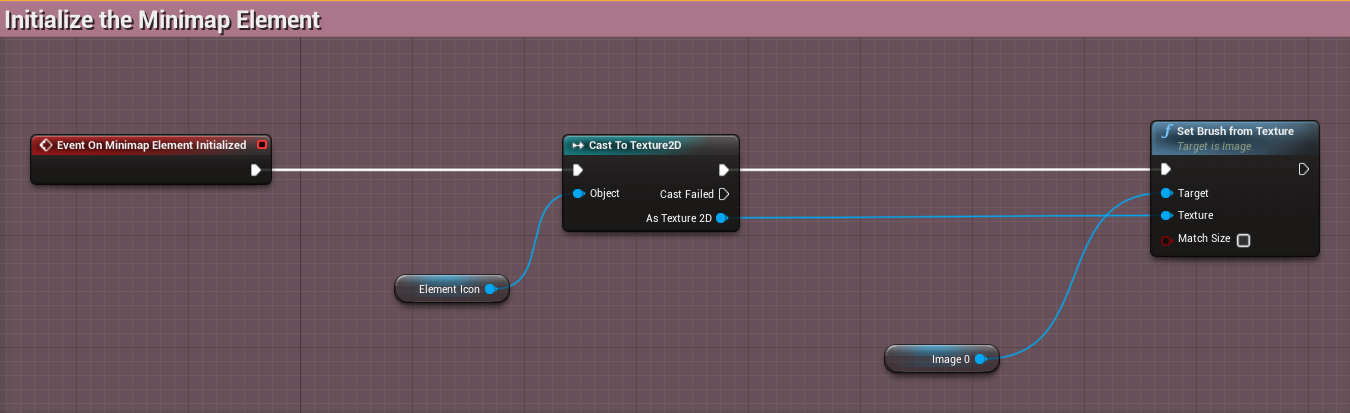 Initialize the Minimap Element
Event On Minimap Element Initialized
Cast To Texture2D
Object
Cast Failed
As Texture 2D
Element Icon
Set Brush from Texture
Target is Image
Target
Texture
Match Size
Image 0